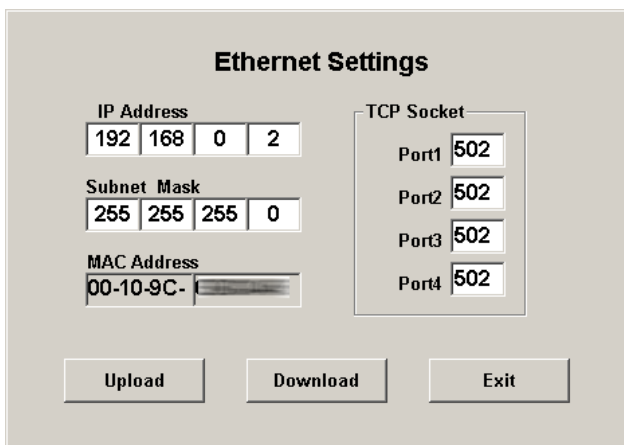 Ethernet Settings
IP Address
192 168 0 2
Subnet Mask
255 255 255 0
MAC Address
00-10-9C-
TCP Socket
Port1 502
Port2 502
Port3 502
Port4 502
Upload Download Exit